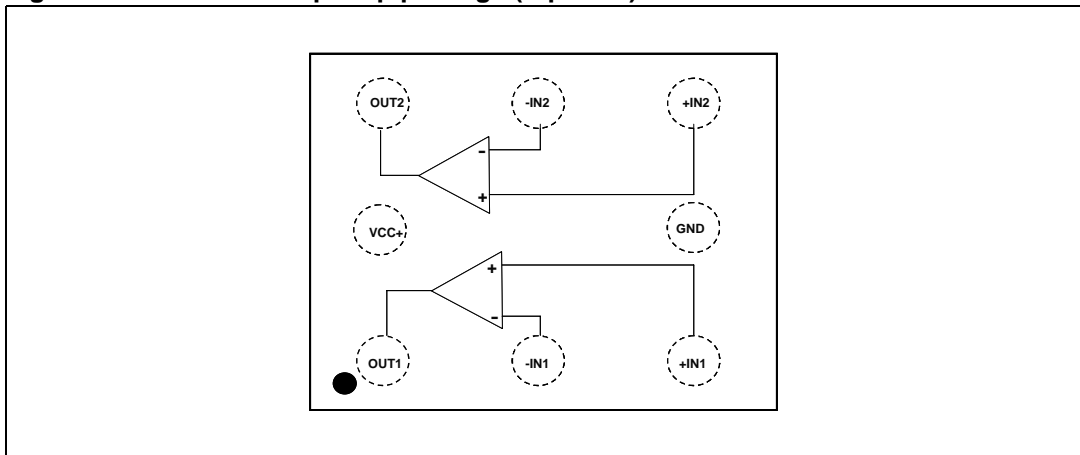 OUT2 -IN2 +IN2
-
+
VCC+ GND
+
-
OUT1 -IN1 +IN1